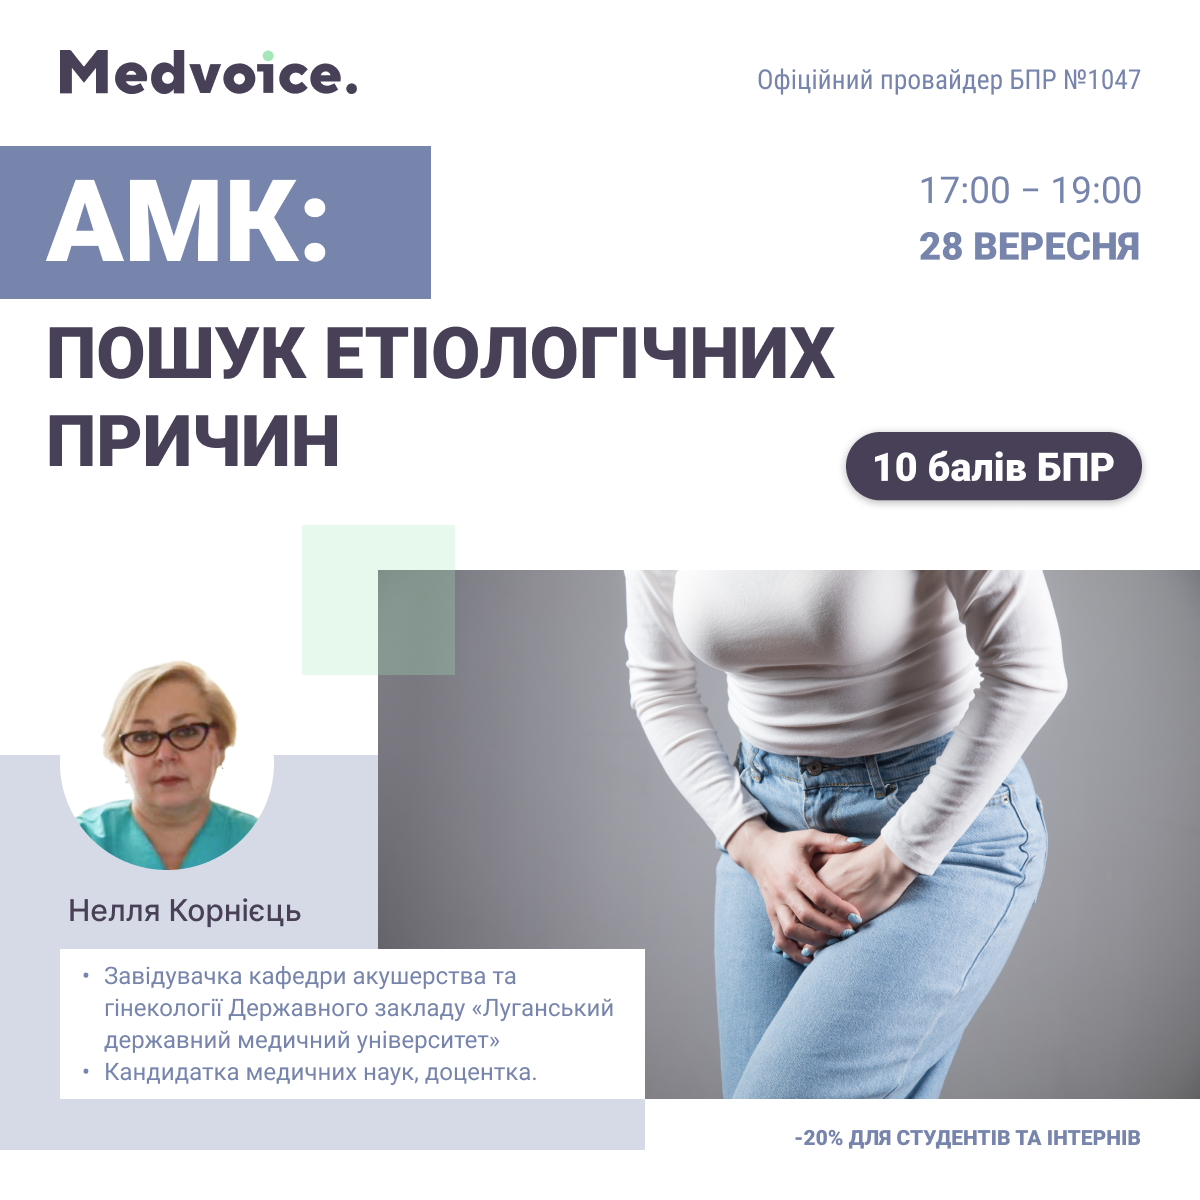 Medvoice.
Офіційний провайдер БПР №1047
АМК:
17:00 – 19:00
28 ВЕРЕСНЯ
ПОШУК ЕТІОЛОГІЧНИХ
ПРИЧИН
10 балів БПР
Нелля Корнієць
• Завідувачка кафедри акушерства та
гінекології Державного закладу «Луганський
державний медичний університет»
• Кандидатка медичних наук, доцентка.
-20% ДЛЯ СТУДЕНТІВ ТА ІНТЕРНІВ